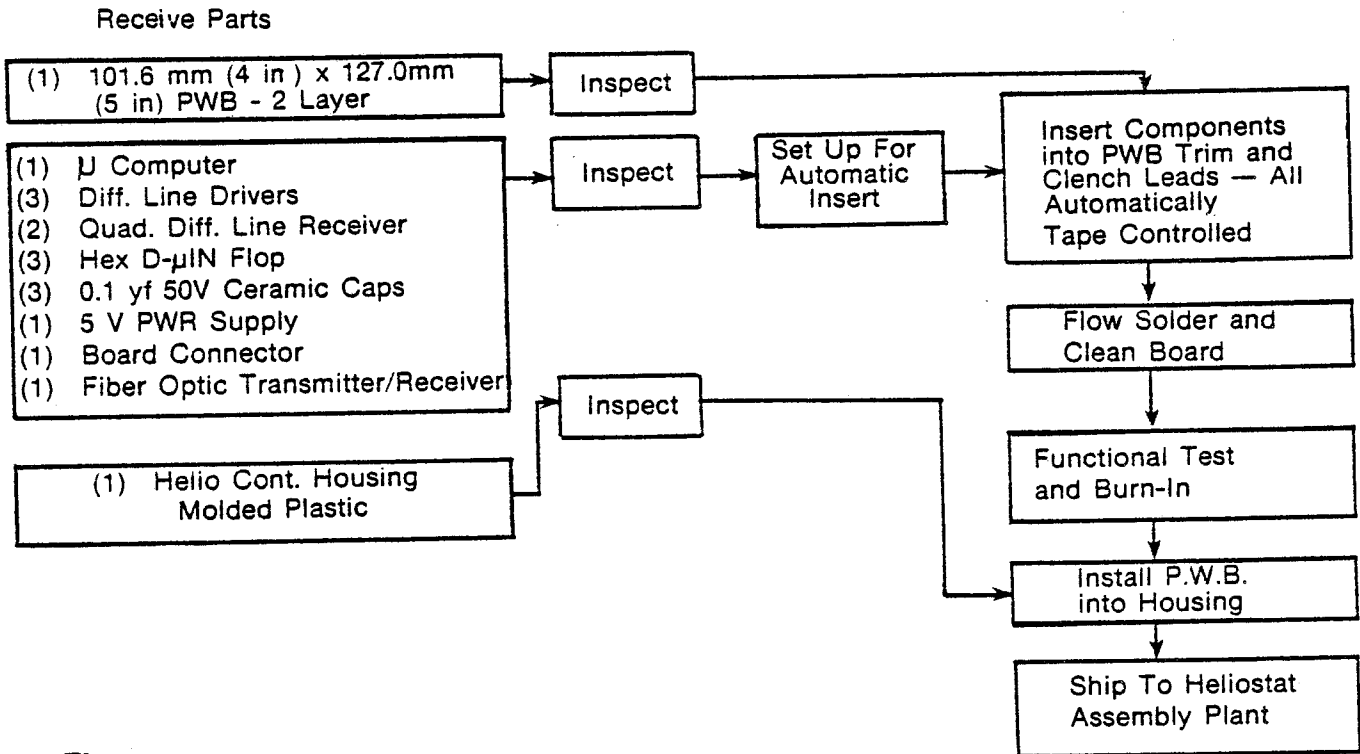 Receive Parts
(1) 101.6 mm (4 in ) x 127.0mm
(5 in) PWB - 2 Layer
Inspect
(1) μ Computer
(3) Diff. Line Drivers
(2) Quad. Diff. Line Receiver
(3) Hex D-μIN Flop
(3) 0.1 yf 50V Ceramic Caps
(1) 5 V PWR Supply
(1) Board Connector
(1) Fiber Optic Transmitter/Receiver
Inspect
Set Up For
Automatic
Insert
Insert Components
into PWB Trim and
Clench Leads — All
Automatically
Tape Controlled
Flow Solder and
Clean Board
(1) Helio Cont. Housing
Molded Plastic
Inspect
Functional Test
and Burn-In
Install P.W.B.
into Housing
Ship To Heliostat
Assembly Plant